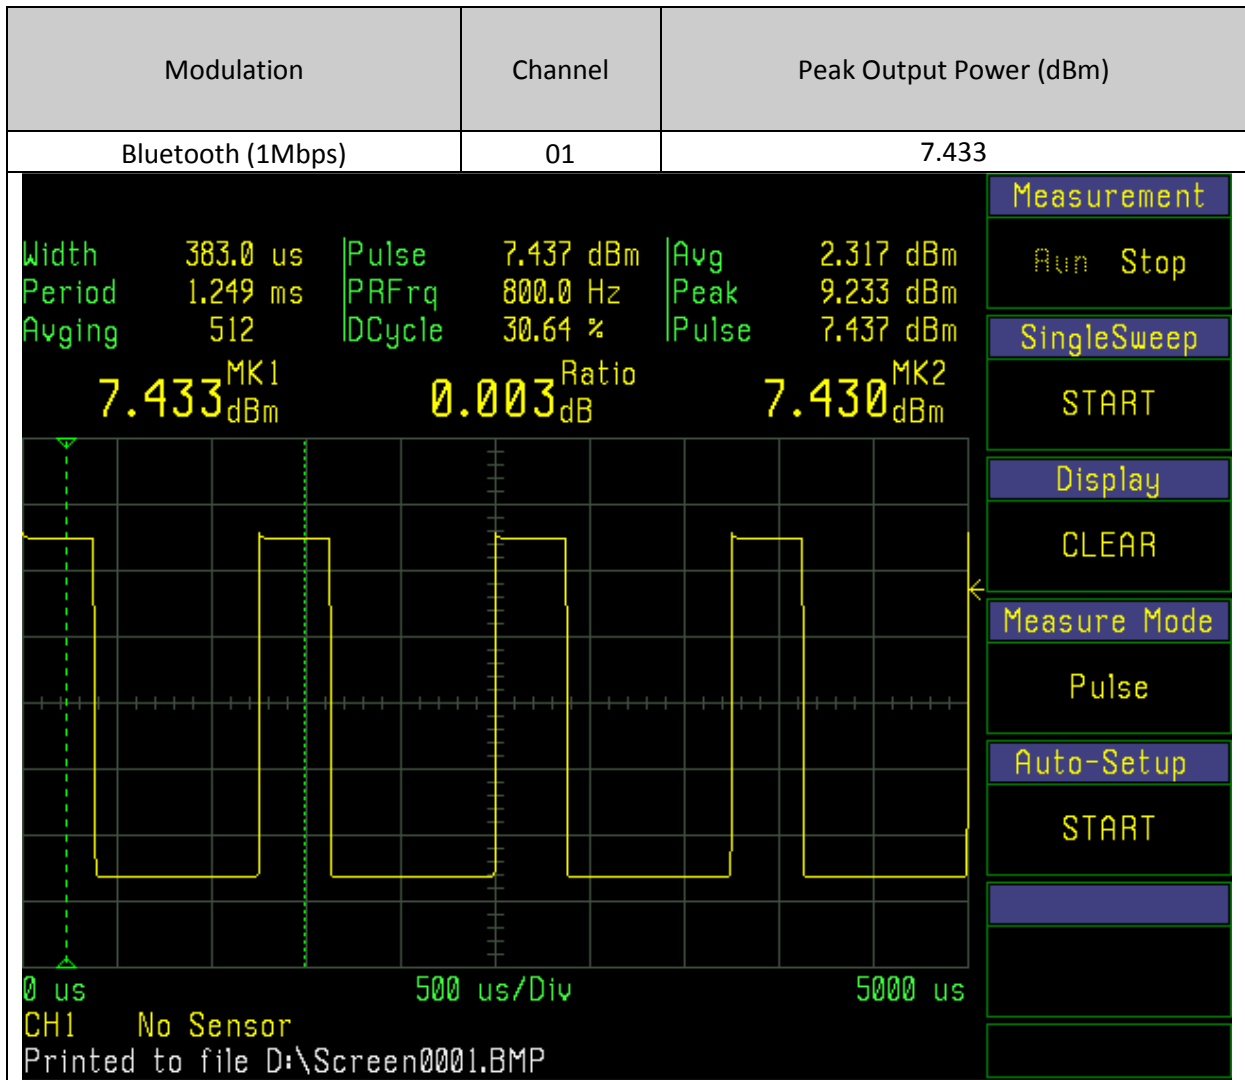 Modulation Channel Peak Output Power (dBm)
Bluetooth (1Mbps) 01 7.433
Measurement
Run Stop
Width 383.0 us Pulse 7.437 dBm Avg 2.317 dBm
Period 1.249 ms PRFrq 800.0 Hz Peak 9.233 dBm
Avging 512 DCycle 30.64 % Pulse 7.437 dBm
7.433 dBm MK1 0.003 dB Ratio 7.430 dBm MK2
SingleSweep
START
Display
CLEAR
Measure Mode
Pulse
Auto-Setup
START
0 us 500 us/Div 5000 us
CH1 No Sensor
Printed to file D:\Screen0001.BMP